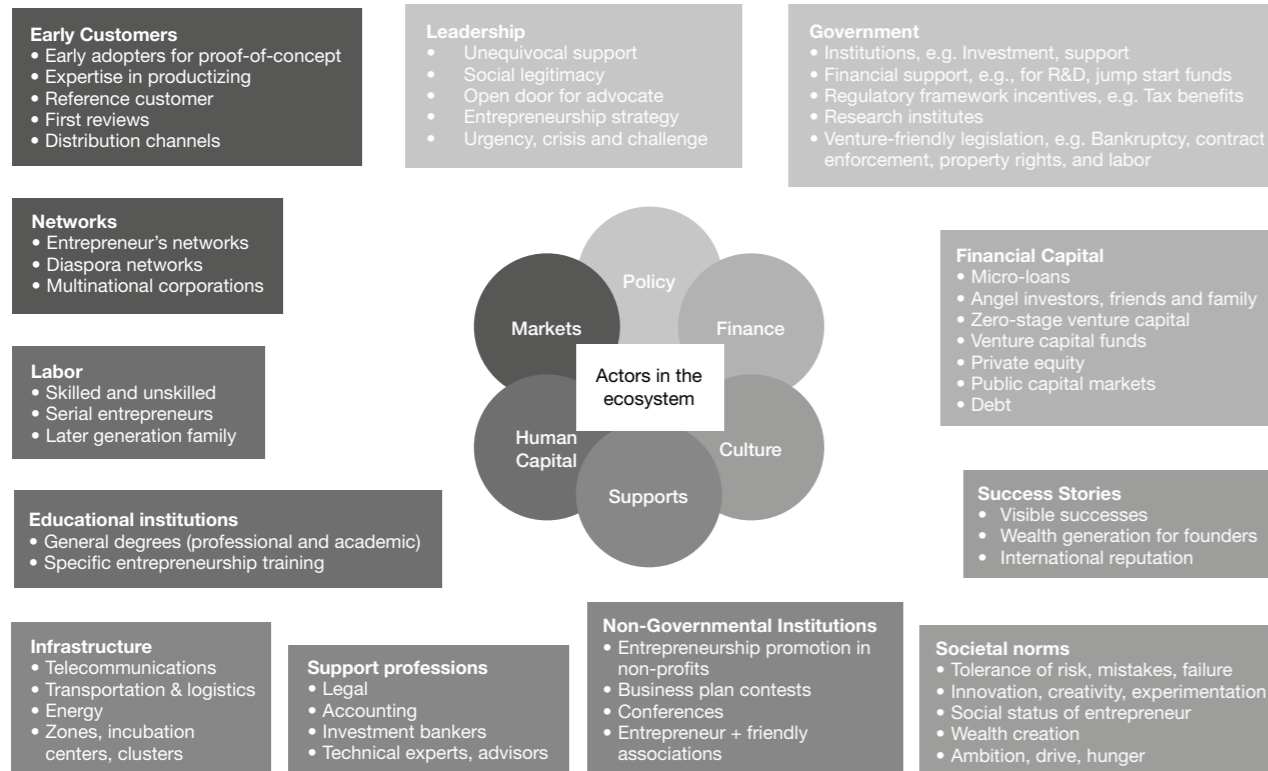 Early Customers
• Early adopters for proof-of-concept
• Expertise in productizing
• Reference customer
• First reviews
• Distribution channels
Leadership
• Unequivocal support
• Social legitimacy
• Open door for advocate
• Entrepreneurship strategy
• Urgency, crisis and challenge
Government
• Institutions, e.g. Investment, support
• Financial support, e.g., for R&D, jump start funds
• Regulatory framework incentives, e.g. Tax benefits
• Research institutes
• Venture-friendly legislation, e.g. Bankruptcy, contract
enforcement, property rights, and labor
Networks
• Entrepreneur's networks
• Diaspora networks
• Multinational corporations
Policy
Markets
Finance
Actors in the
ecosystem
Human
Capital
Culture
Supports
Financial Capital
• Micro-loans
• Angel investors, friends and family
• Zero-stage venture capital
• Venture capital funds
• Private equity
• Public capital markets
• Debt
Labor
• Skilled and unskilled
• Serial entrepreneurs
• Later generation family
Educational institutions
• General degrees (professional and academic)
• Specific entrepreneurship training
Success Stories
• Visible successes
• Wealth generation for founders
• International reputation
Infrastructure
• Telecommunications
• Transportation & logistics
• Energy
• Zones, incubation
centers, clusters
Support professions
• Legal
• Accounting
• Investment bankers
• Technical experts, advisors
Non-Governmental Institutions
• Entrepreneurship promotion in
non-profits
• Business plan contests
• Conferences
• Entrepreneur + friendly
associations
Societal norms
• Tolerance of risk, mistakes, failure
• Innovation, creativity, experimentation
• Social status of entrepreneur
• Wealth creation
• Ambition, drive, hunger